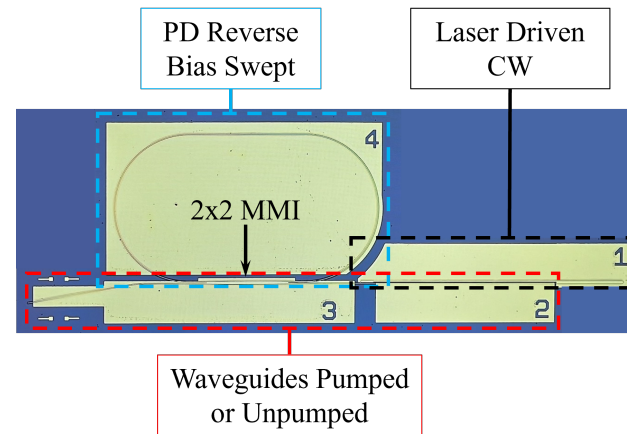 PD Reverse
Bias Swept
Laser Driven
CW
4
2x2 MMI
1
3
2
Waveguides Pumped
or Unpumped